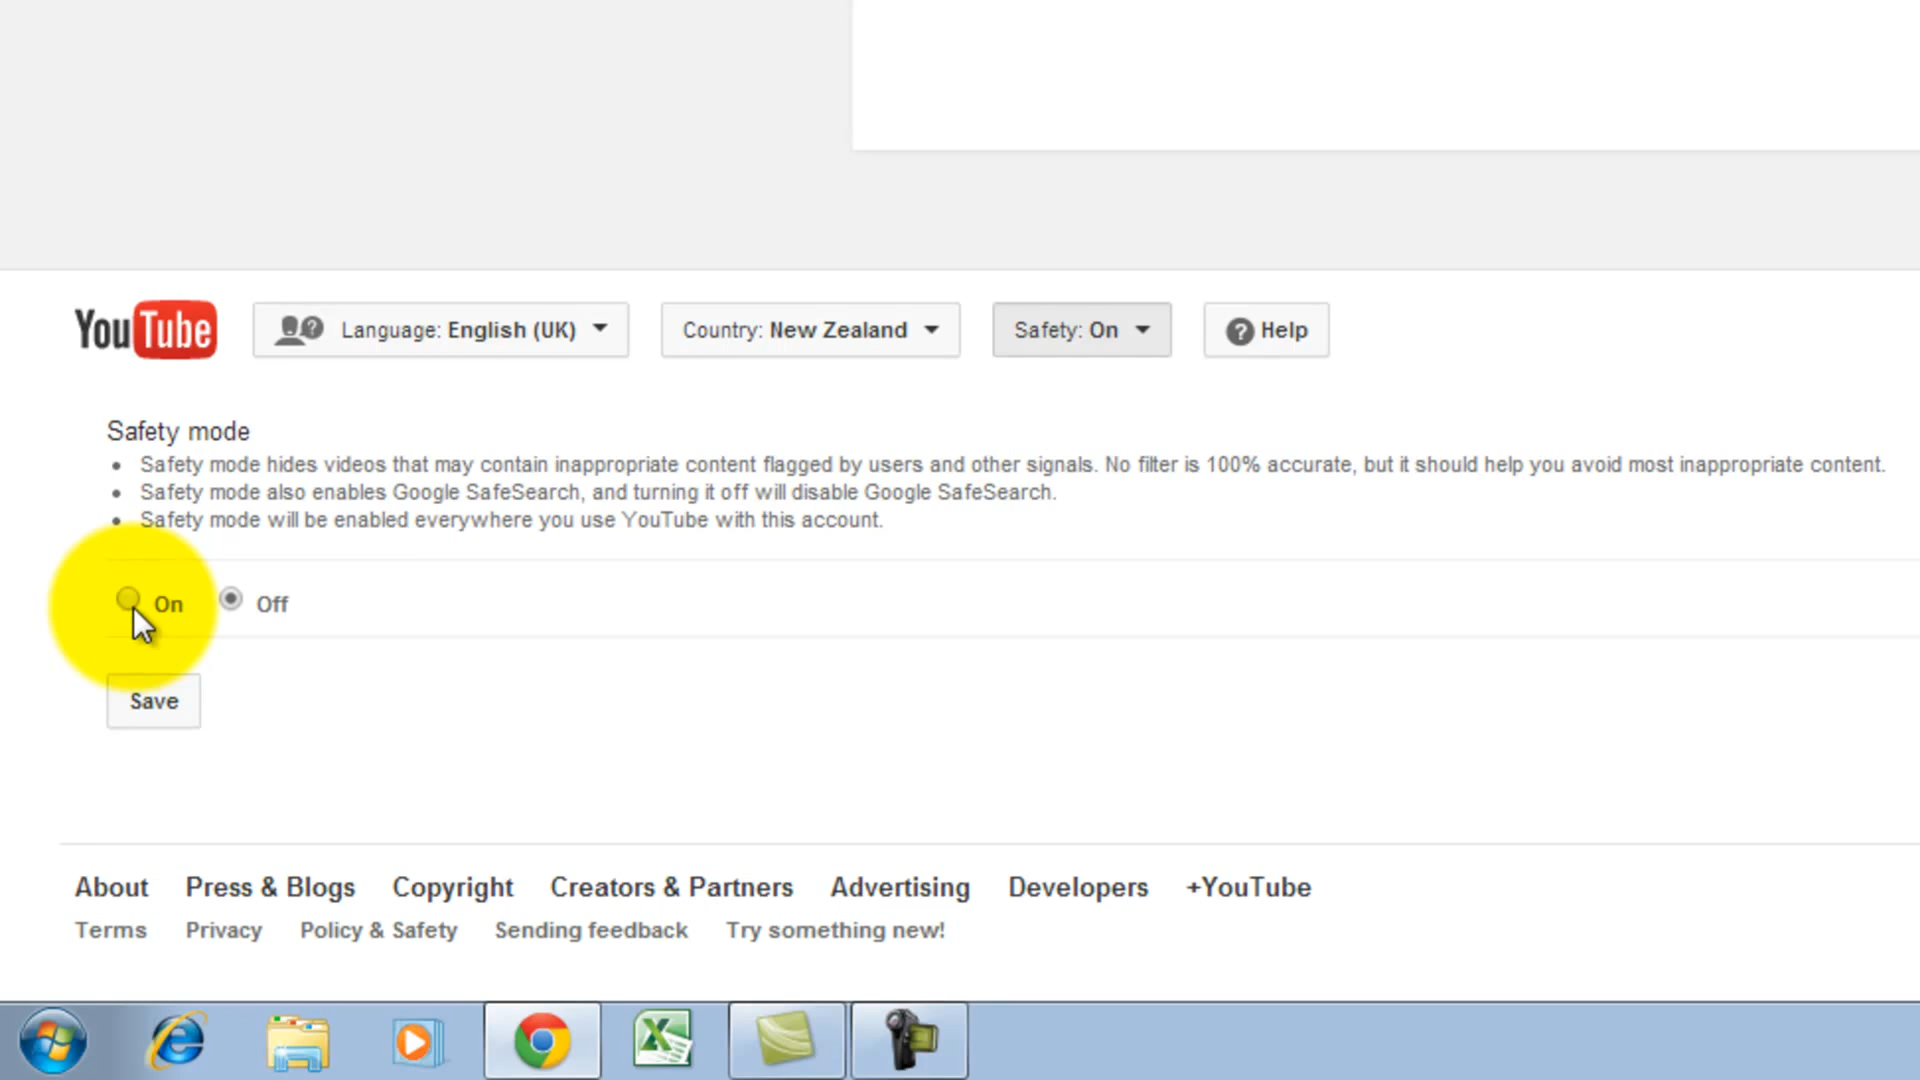 YouTube Language: English (UK) Country: New Zealand Safety: On Help
Safety mode
Safety mode hides videos that may contain inappropriate content flagged by users and other signals. No filter is 100% accurate, but it should help you avoid most inappropriate content.
Safety mode also enables Google SafeSearch, and turning it off will disable Google SafeSearch.
Safety mode will be enabled everywhere you use YouTube with this account.
On Off
Save
About Press & Blogs Copyright Creators & Partners Advertising Developers +YouTube
Terms Privacy Policy & Safety Sending feedback Try something new!